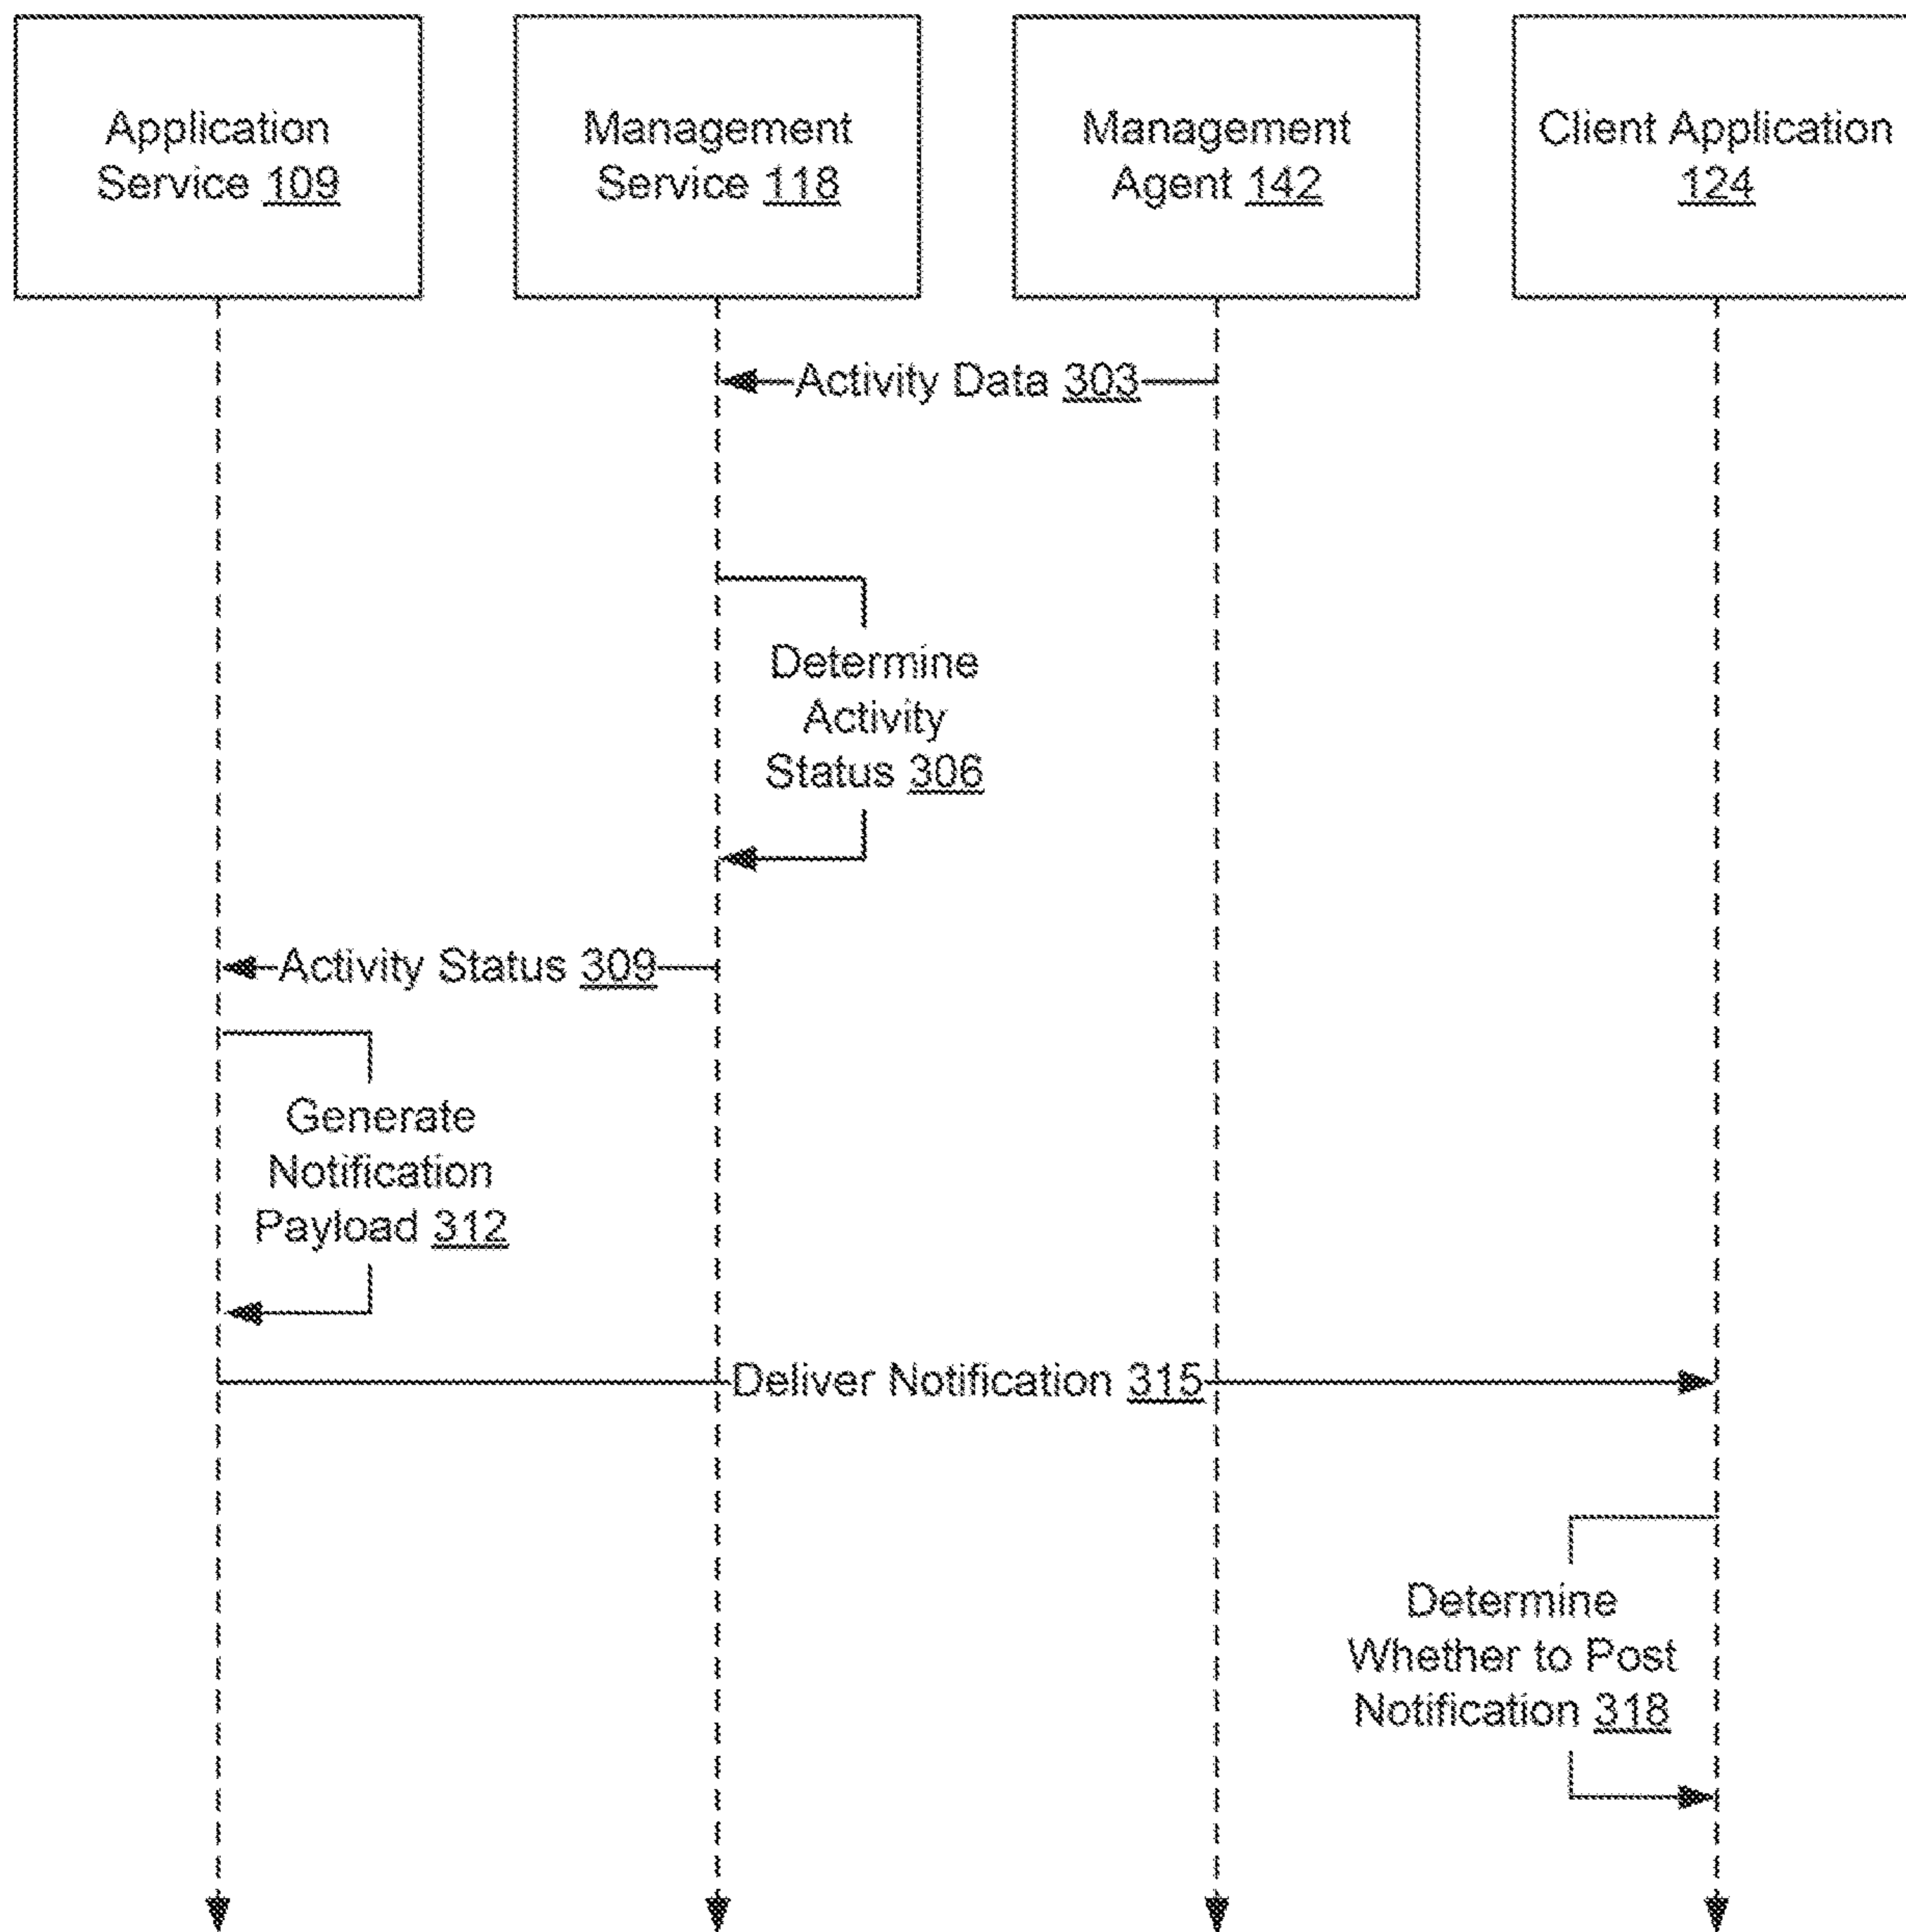 Application
Service 109
Management
Service 118
Management
Agent 142
Client Application
124
Activity Data 303
Determine
Activity
Status 306
Activity Status 309
Generate
Notification
Payload 312
Deliver Notification 315
Determine
Whether to Post
Notification 318